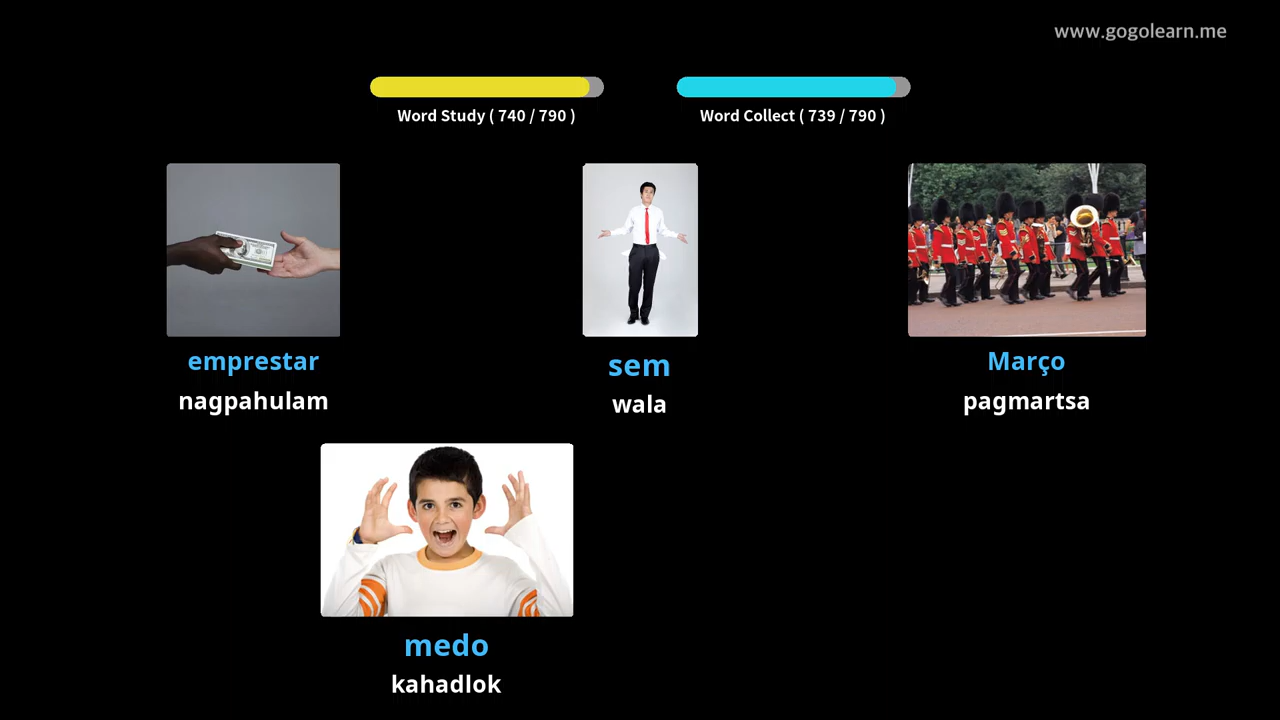 www.gogolearn.me
Word Study ( 740 / 790 )
Word Collect ( 739 / 790 )
emprestar
nagpahulam
sem
wala
Março
pagmartsa
medo
kahadlok